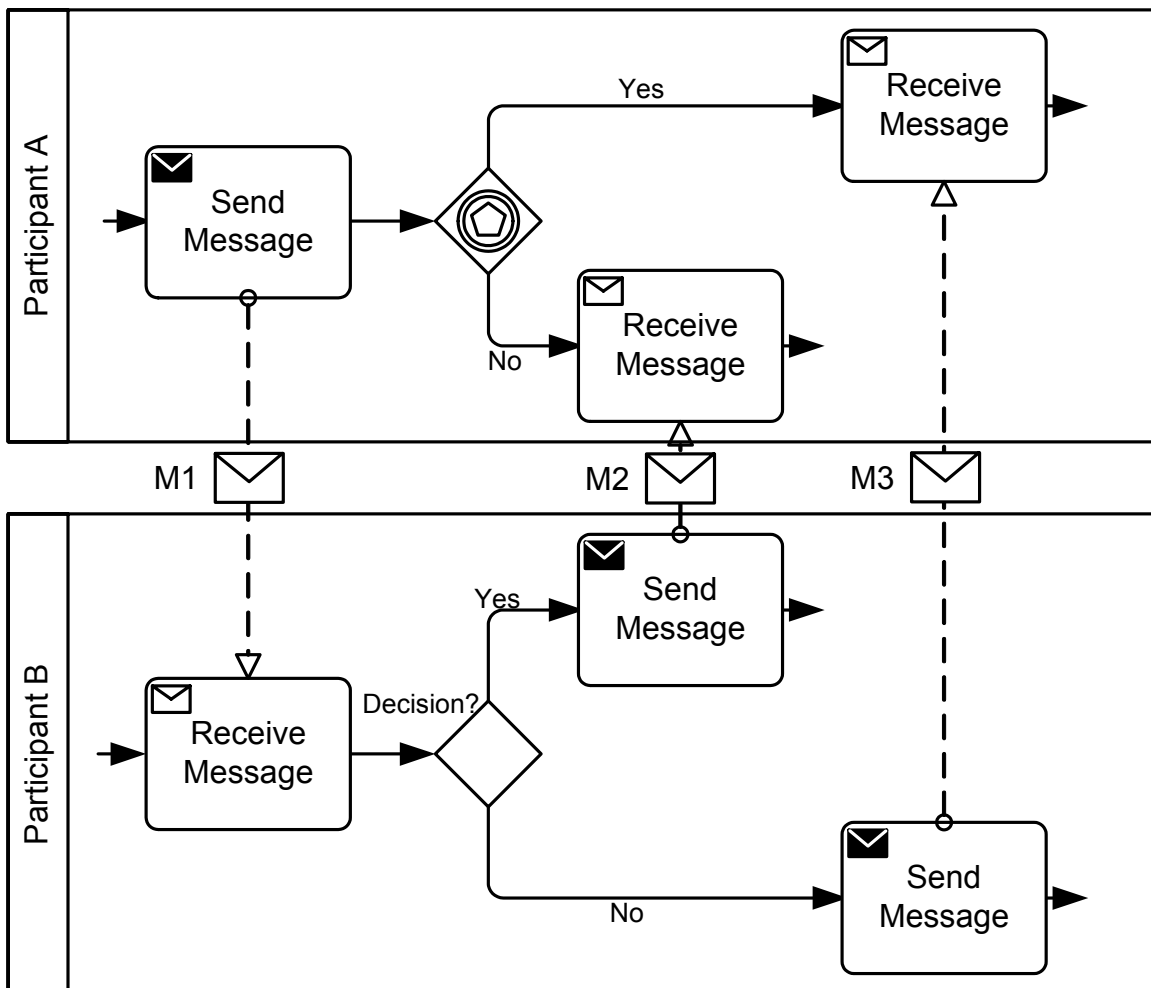 Participant A
Send
Message
Yes
Receive
Message
No
Receive
Message
M1
M2
M3
Participant B
Receive
Message
Decision?
Yes
Send
Message
No
Send
Message